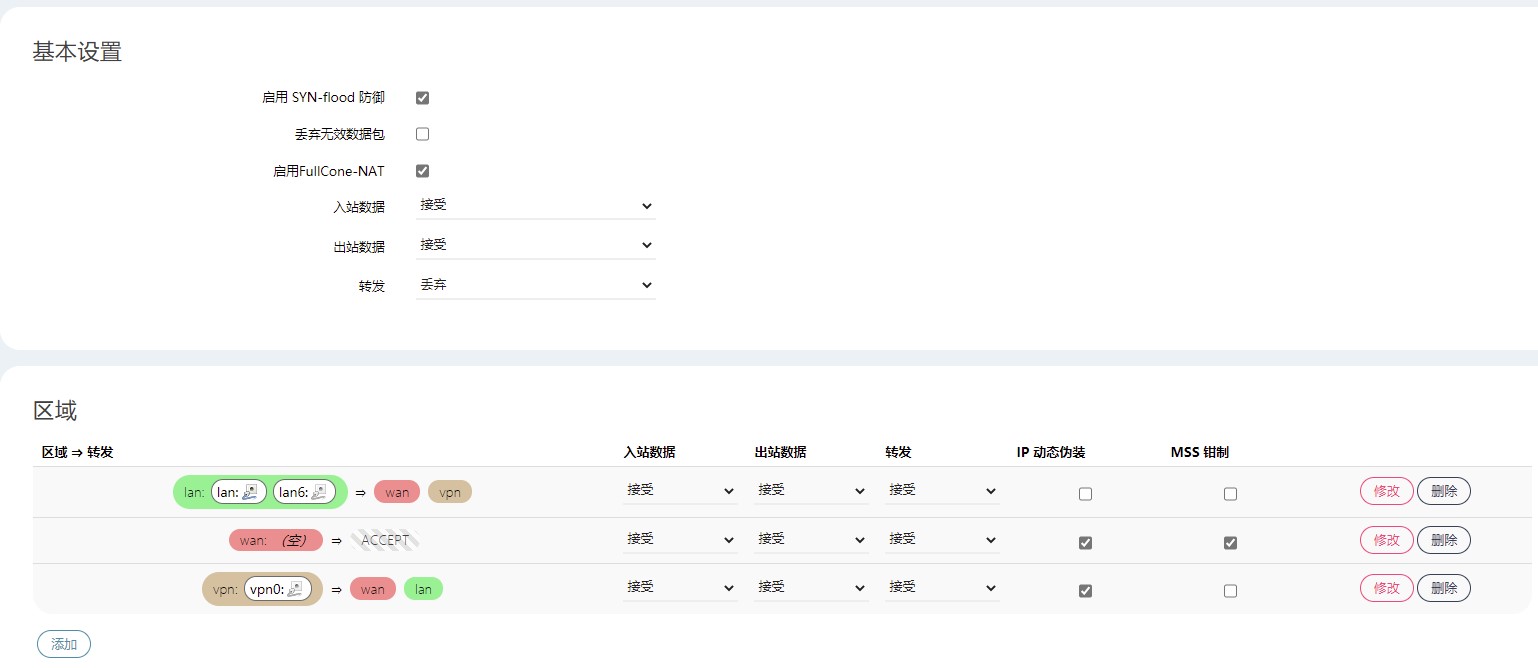 基本设置
启用 SYN-flood 防御
丢弃无效数据包
启用FullCone-NAT
入站数据 接受
出站数据 接受
转发 丢弃
区域
区域 ⇒ 转发 入站数据 出站数据 转发 IP 动态伪装 MSS 钳制
lan: lan: lan6: ⇒ wan vpn 接受 接受 接受 修改 删除
wan: (空) ⇒ ACCEPT 接受 接受 接受 修改 删除
vpn: vpn0: ⇒ wan lan 接受 接受 接受 修改 删除
添加